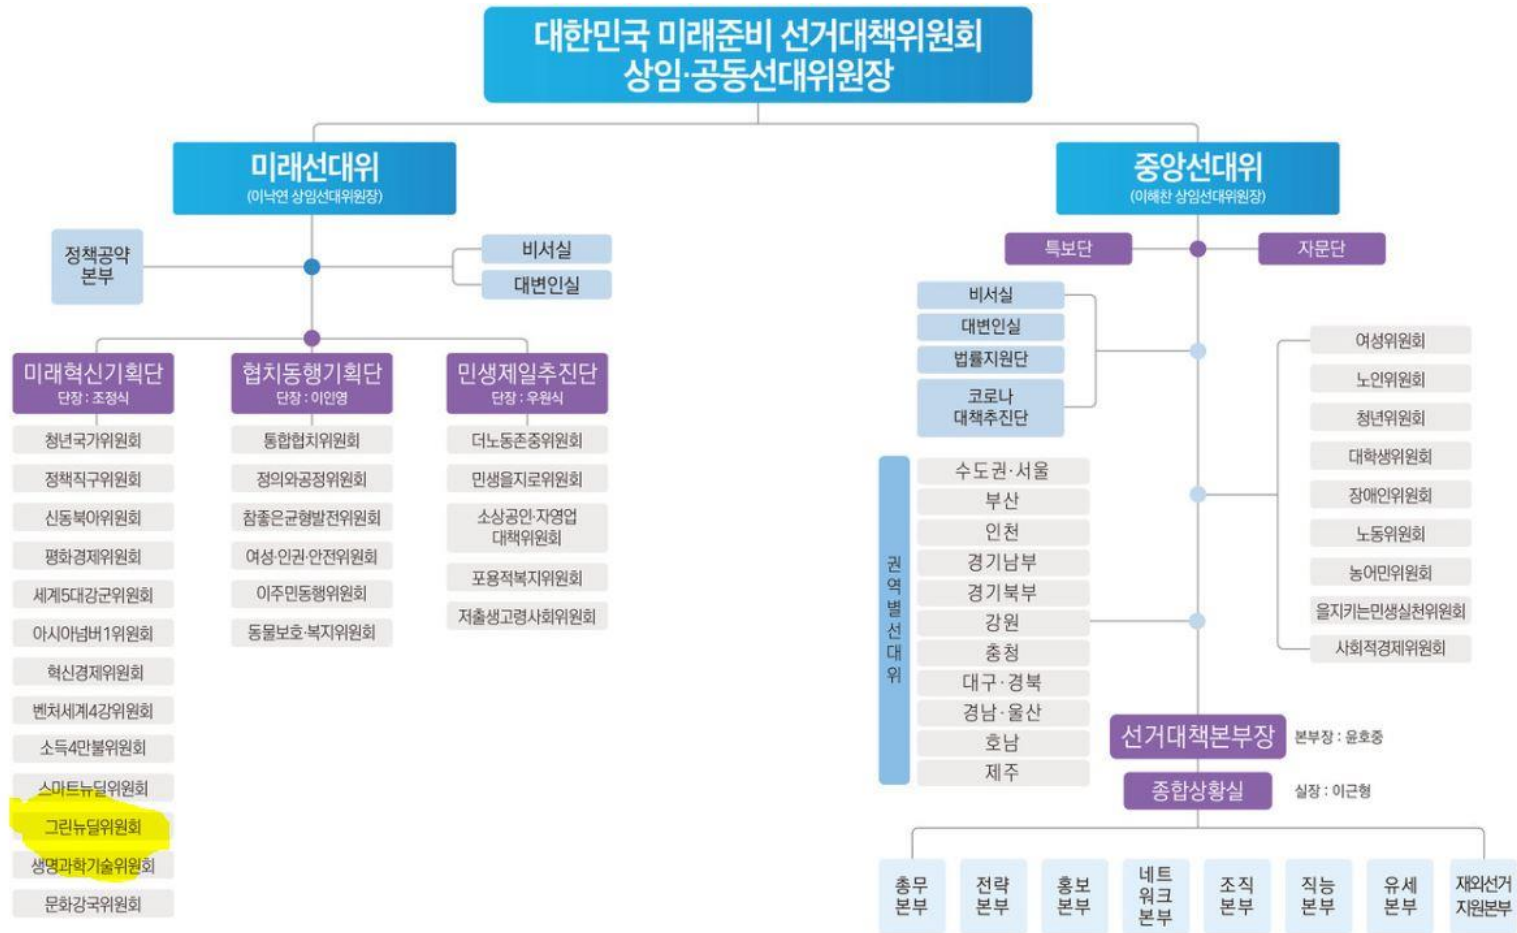 대한민국 미래준비 선거대책위원회
상임·공동선대위원장
미래선대위
(이낙연 상임선대위원장)
정책공약
본부
비서실
대변인실
미래혁신기획단
단장 : 조정식
청년국가위원회
정책직구위원회
신동북아위원회
평화경제위원회
세계5대강군위원회
아시아넘버1위원회
혁신경제위원회
벤처세계4강위원회
소득4만불위원회
스마트뉴딜위원회
그린뉴딜위원회
생명과학기술위원회
문화강국위원회
협치동행기획단
단장 : 이인영
통합협치위원회
정의와공정위원회
참좋은균형발전위원회
여성·인권·안전위원회
이주민동행위원회
동물보호·복지위원회
민생제일추진단
단장 : 우원식
더노동존중위원회
민생을지로위원회
소상공인·자영업
대책위원회
포용적복지위원회
저출생고령사회위원회
중앙선대위
(이해찬 상임선대위원장)
특보단
자문단
비서실
대변인실
법률지원단
코로나
대책추진단
여성위원회
노인위원회
청년위원회
대학생위원회
장애인위원회
노동위원회
농어민위원회
을지키는민생실천위원회
사회적경제위원회
권역별선대위
수도권·서울
부산
인천
경기남부
경기북부
강원
충청
대구·경북
경남·울산
호남
제주
선거대책본부장
본부장 : 윤호중
종합상황실
실장 : 이근형
총무
본부
전략
본부
홍보
본부
네트
워크
본부
조직
본부
직능
본부
유세
본부
재외선거
지원본부